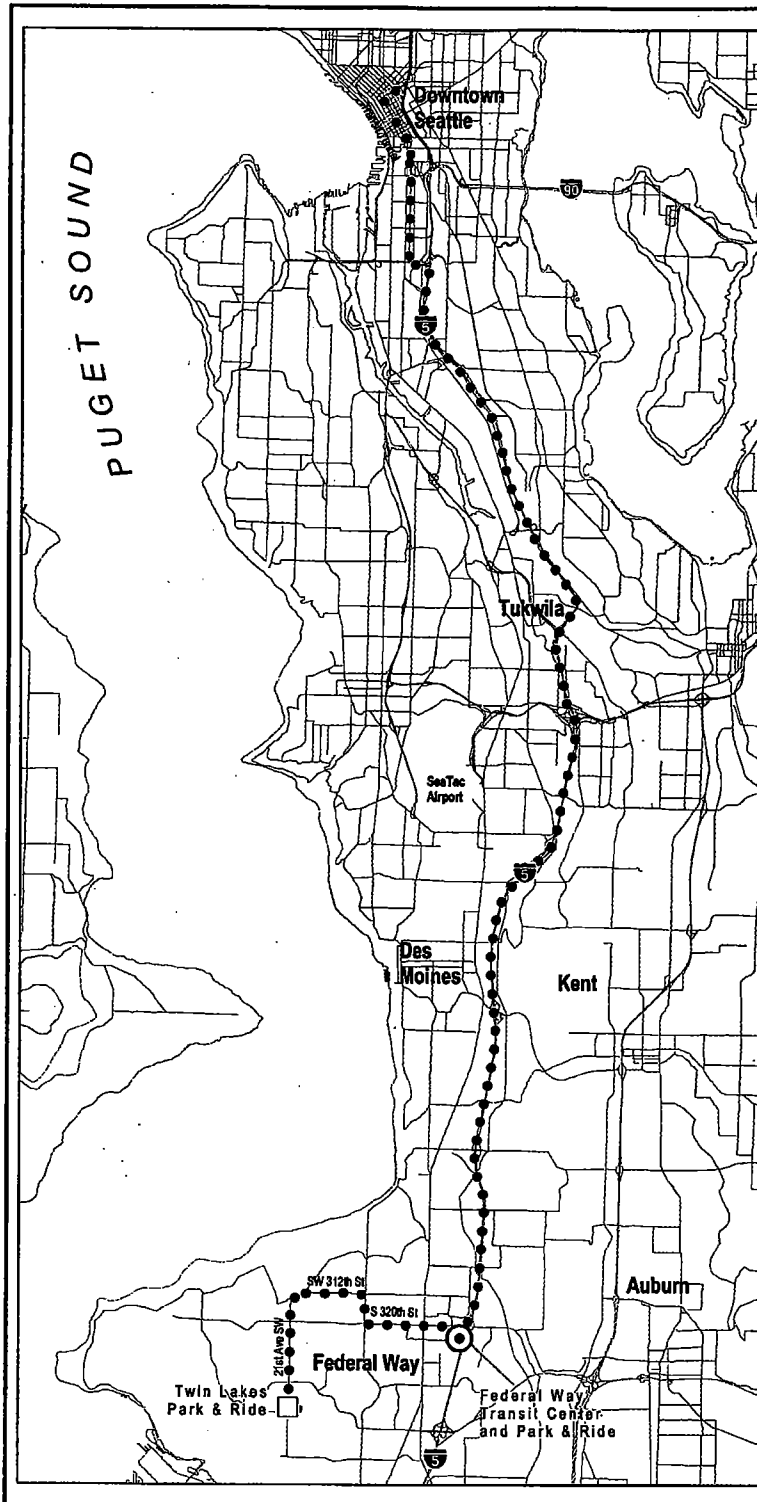 Downtown
Seattle
90
PUGET SOUND
5
Tukwila
SeaTac
Airport
5
Des
Moines
Kent
SW 312th St
Auburn
S 320th St
21st Ave SW
Federal Way
Twin Lakes
Park & Ride
Federal Way
Transit Center
and Park & Ride
5